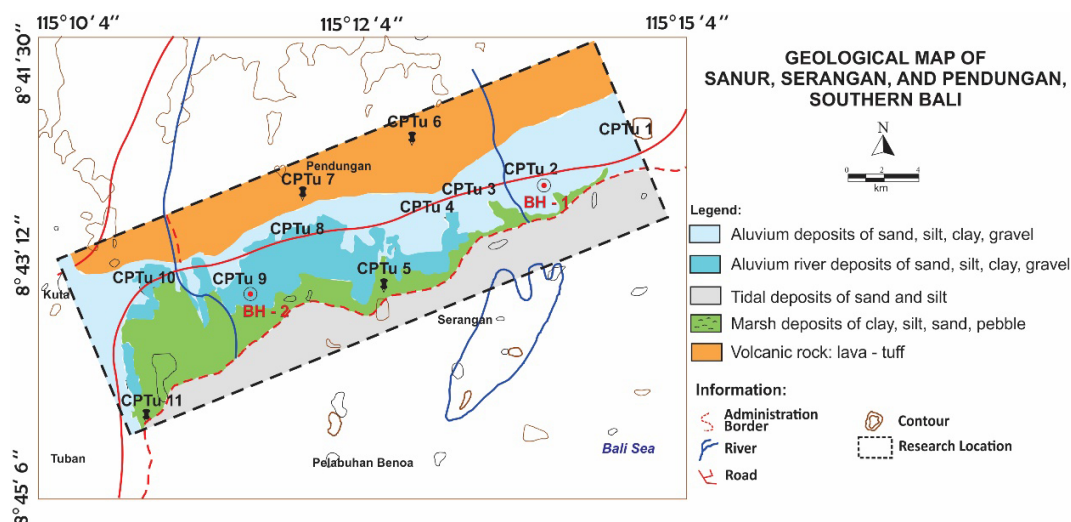 115°10 ‘4‘‘
115°12 ‘4‘‘
115°15 ‘4‘‘
8°41 ‘30‘‘
8°43 ‘12‘‘
8°45‘ 6‘‘
GEOLOGICAL MAP OF
SANUR, SERANGAN, AND PENDUNGAN,
SOUTHERN BALI
N
0 2 4
km
CPTu 6
CPTu 1
Pendungan
CPTu 7
CPTu 2
CPTu 3
BH - 1
CPTu 4
CPTu 8
CPTu 10
CPTu 9
CPTu 5
Kuta
BH - 2
Serangan
CPTu 11
Tuban
Pelabuhan Benoa
Bali Sea
Legend:
Aluvium deposits of sand, silt, clay, gravel
Aluvium river deposits of sand, silt, clay, gravel
Tidal deposits of sand and silt
Marsh deposits of clay, silt, sand, pebble
Volcanic rock: lava - tuff
Information:
Administration
Border
River
Road
Contour
Research Location